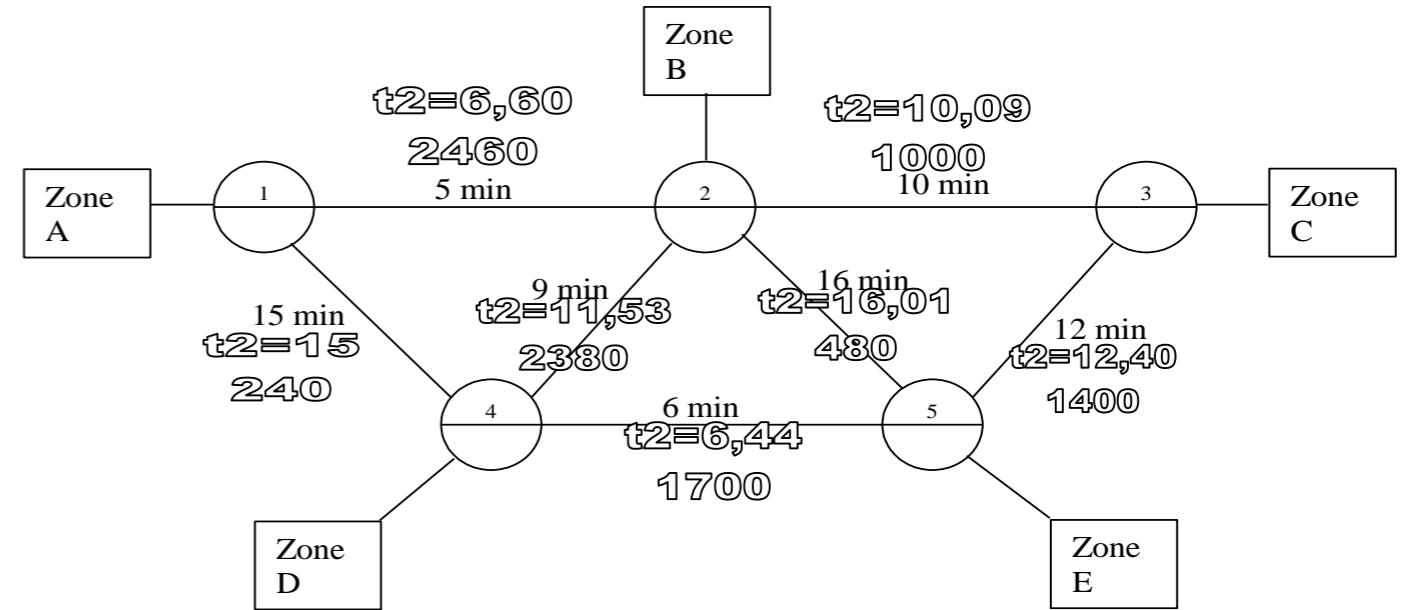 Zone
B
t2=6,60
2460
5 min
t2=10,09
1000
10 min
Zone
A
1
2
3
Zone
C
15 min
t2=15
240
9 min
t2=11,53
2380
16 min
t2=16,01
480
12 min
t2=12,40
1400
4
6 min
t2=6,44
1700
5
Zone
D
Zone
E